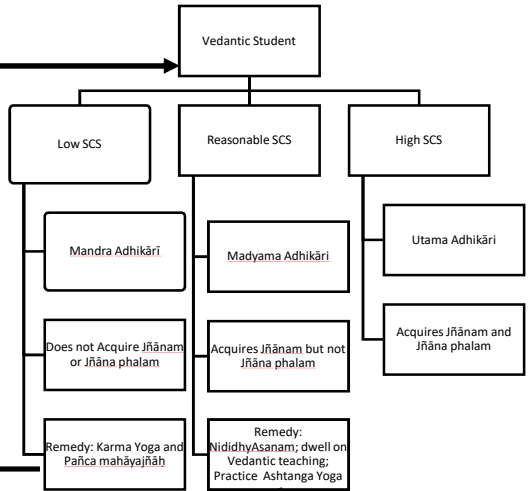 Vedantic Student
Low SCS
Reasonable SCS
High SCS
Mandra Adhikārī
Madyama Adhikāri
Utama Adhikāri
Does not Acquire Jñānam
or Jñāna phalam
Acquires Jñānam but not
Jñāna phalam
Acquires Jñānam and
Jñāna phalam
Remedy: Karma Yoga and
Pañca mahāyajñāḥ
Remedy:
NididhyAsanam; dwell on
Vedantic teaching;
Practice Ashtanga Yoga